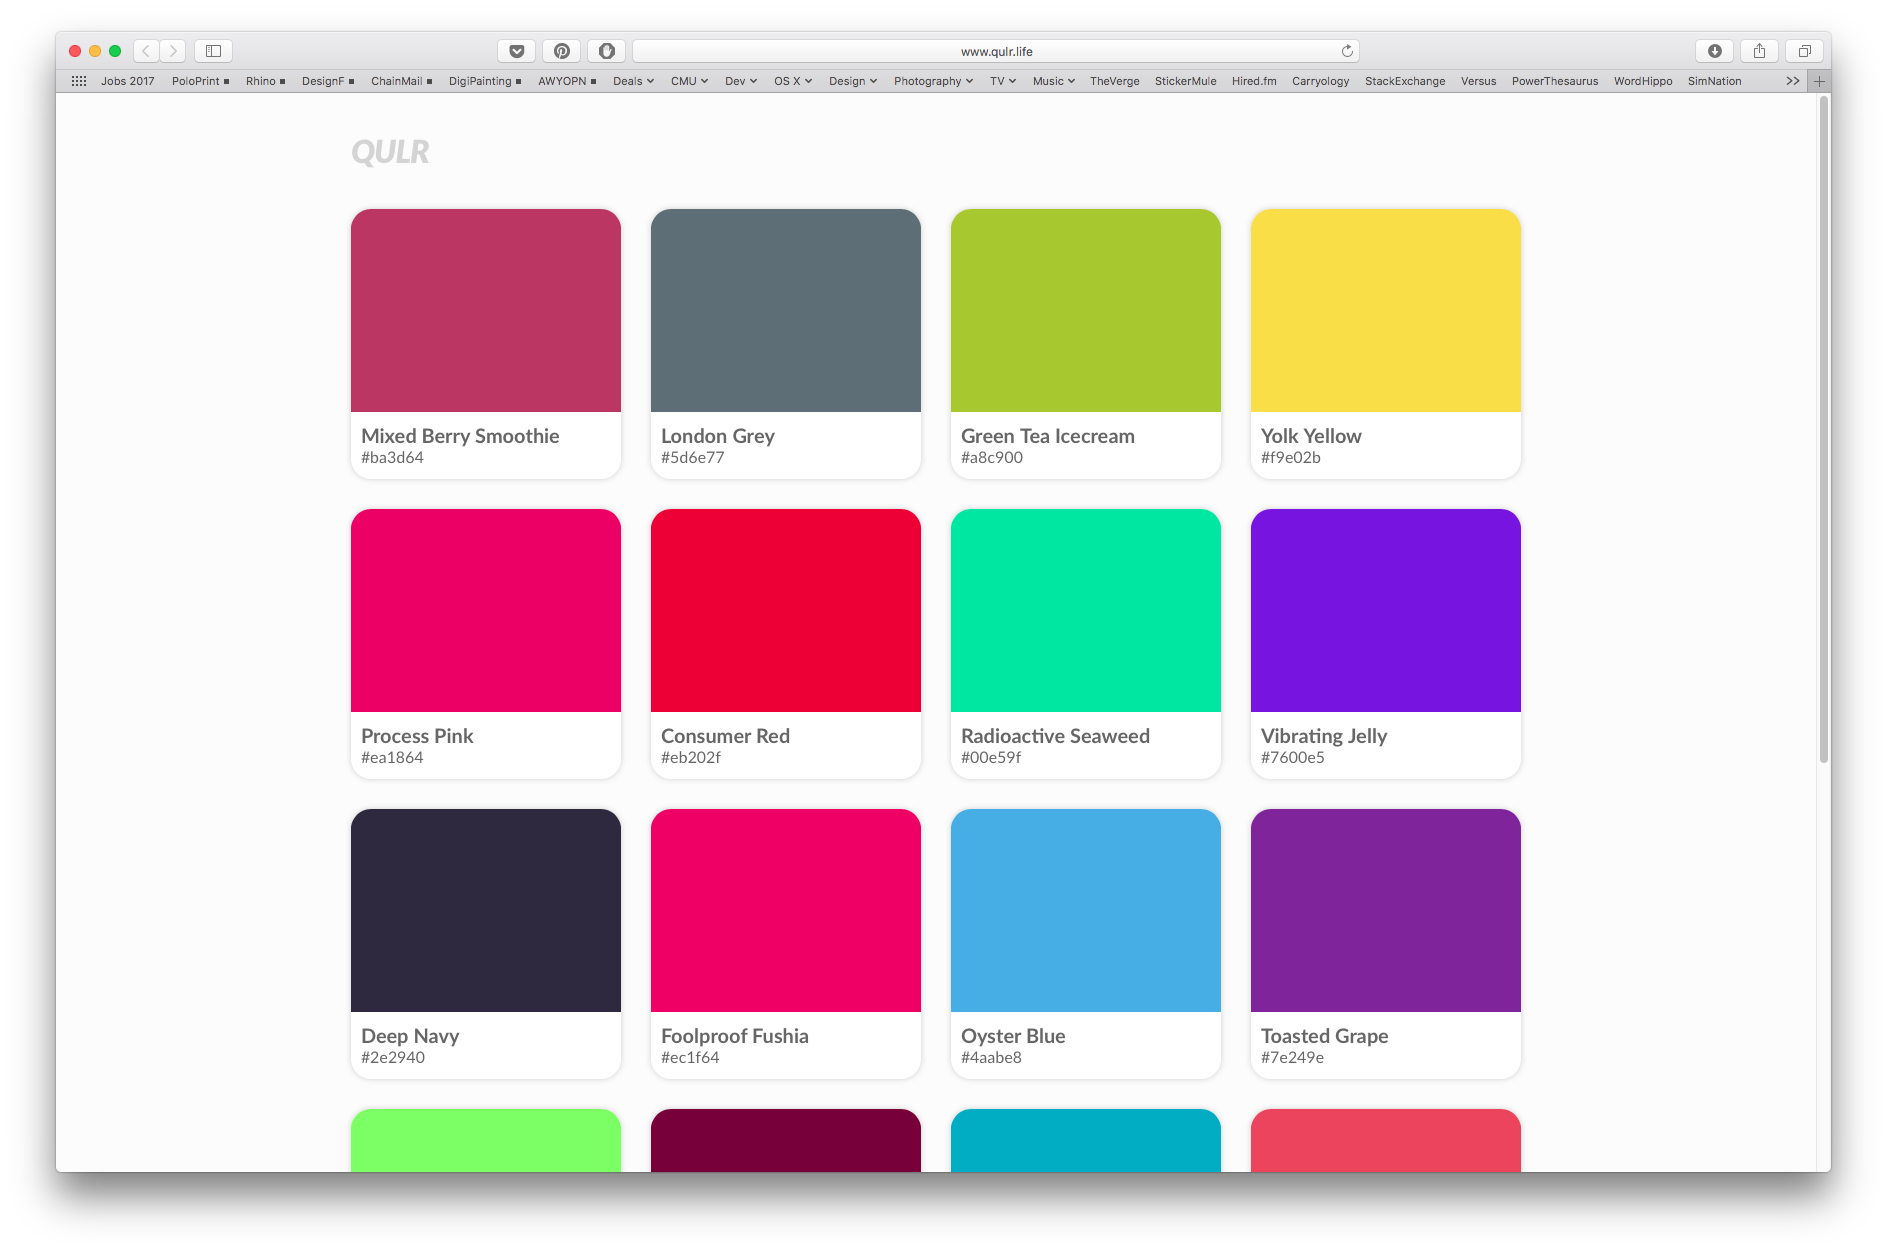 www.qulr.life
Jobs 2017 PoloPrint Rhino DesignF ChainMail DigiPainting AWYOPN Deals CMU Dev OS X Design Photography TV Music TheVerge StickerMule Hired.fm Carryology StackExchange Versus PowerThesaurus WordHippo SimNation
QULR
Mixed Berry Smoothie
#ba3d64
London Grey
#5d6e77
Green Tea Icecream
#a8c900
Yolk Yellow
#f9e02b
Process Pink
#ea1864
Consumer Red
#eb202f
Radioactive Seaweed
#00e59f
Vibrating Jelly
#7600e5
Deep Navy
#2e2940
Foolproof Fushia
#ec1f64
Oyster Blue
#4aabe8
Toasted Grape
#7e249e